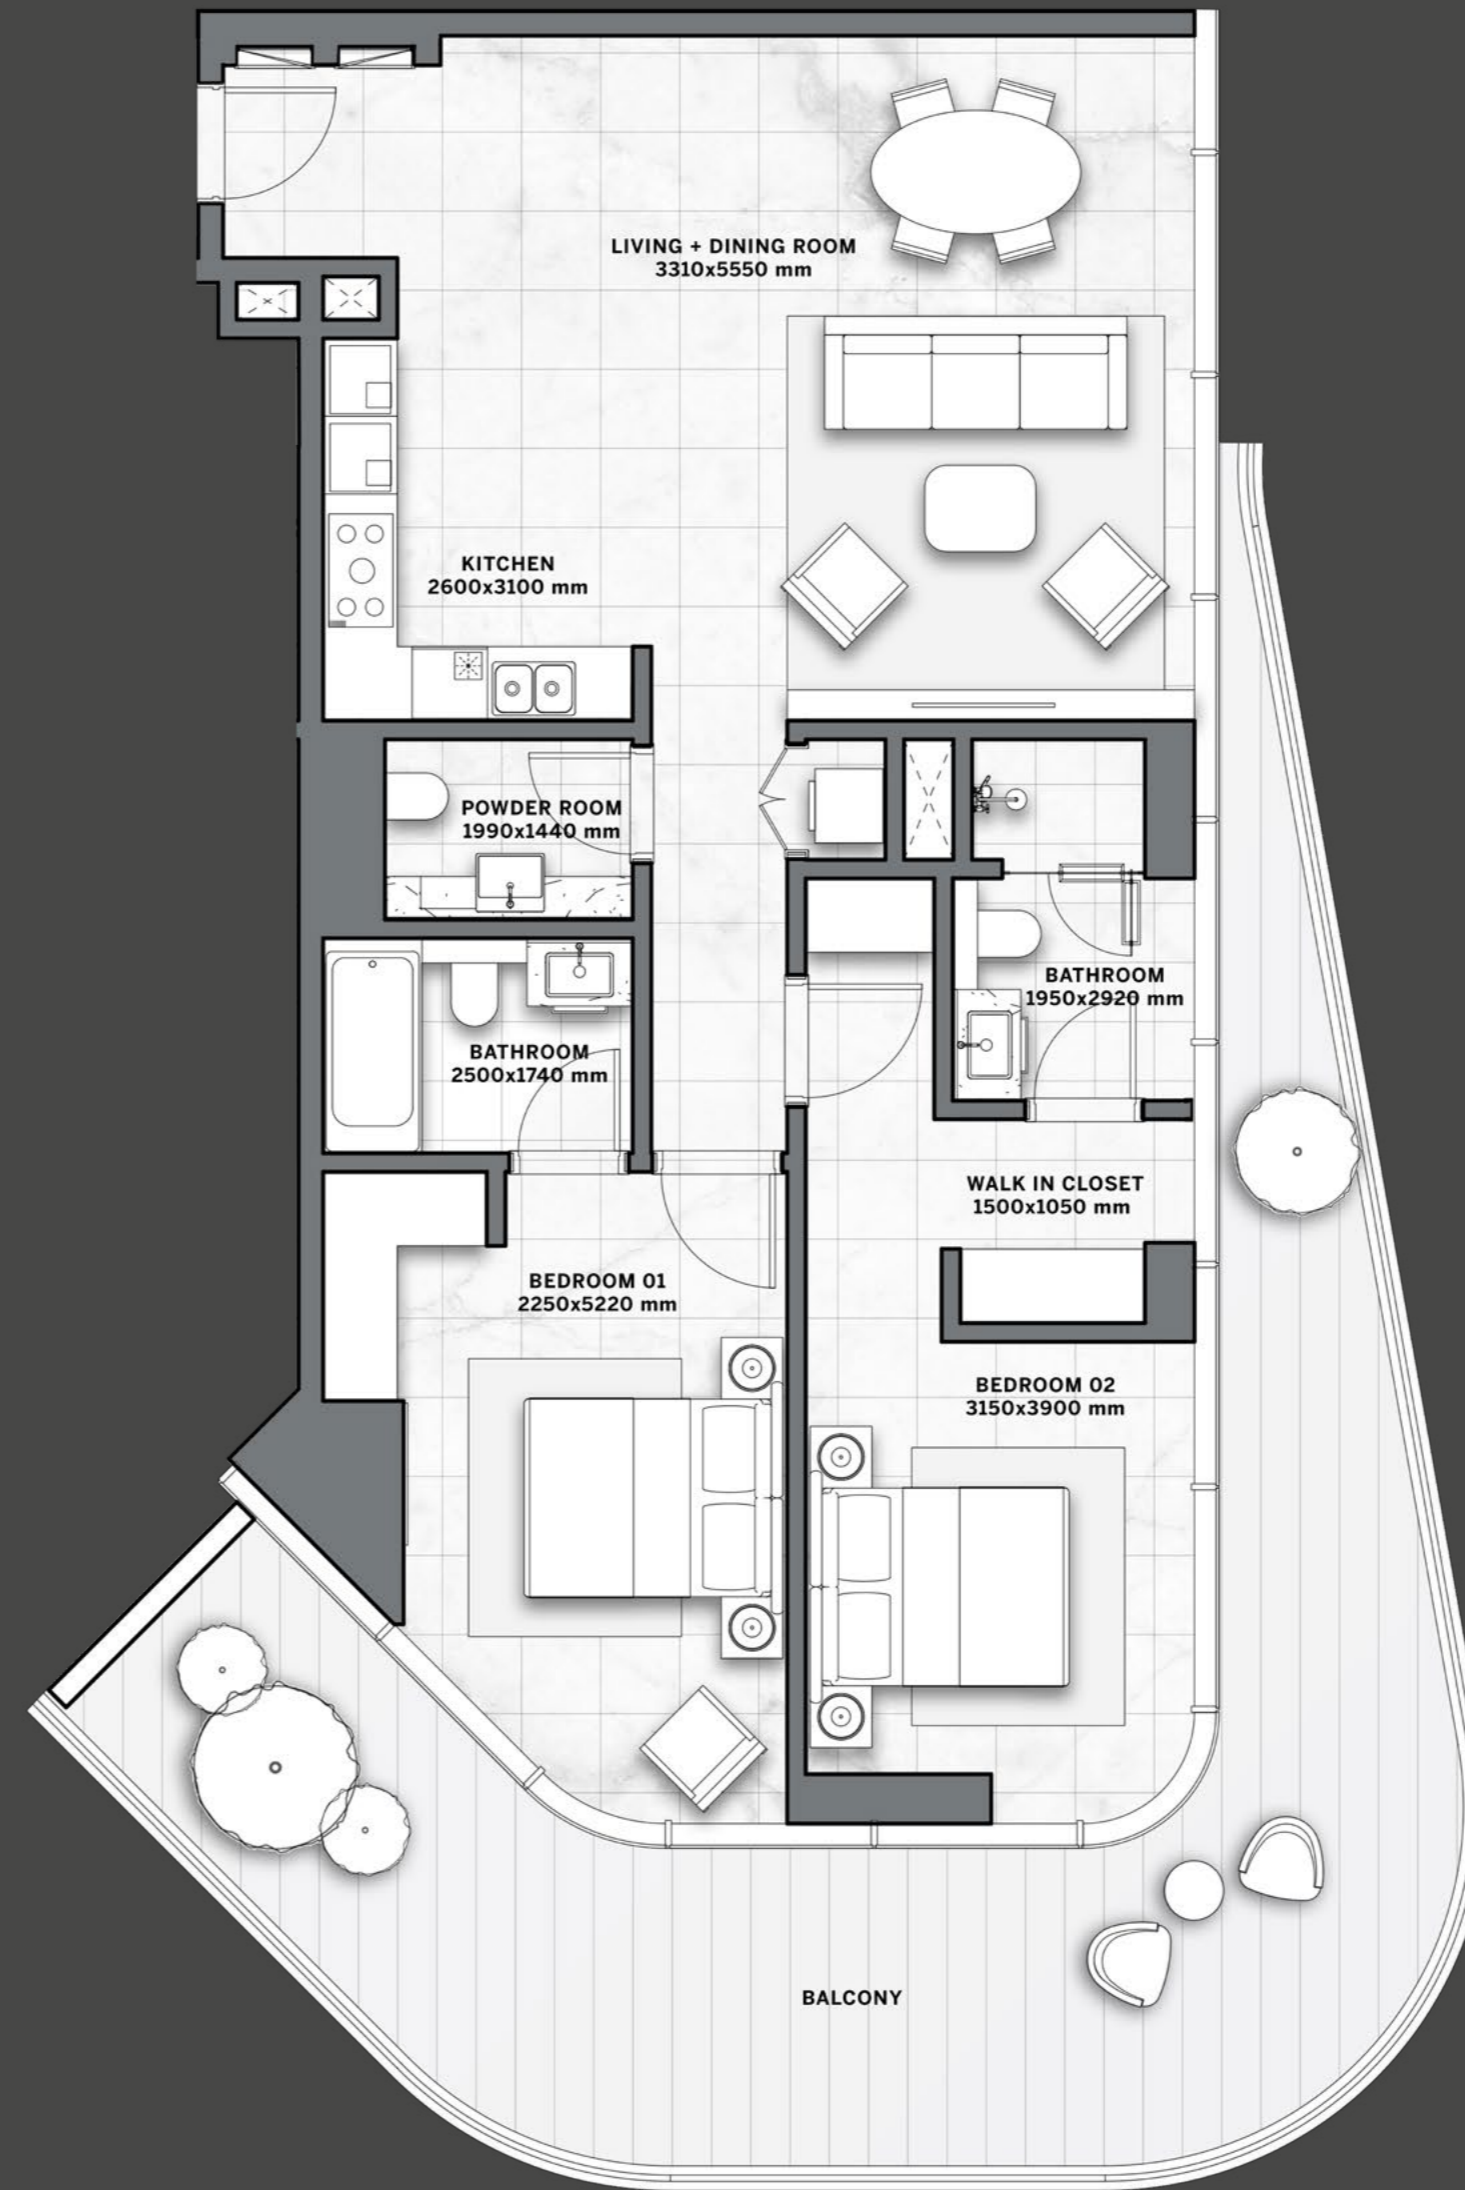 LIVING + DINING ROOM
3310x5550 mm
KITCHEN
2600x3100 mm
POWDER ROOM
1990x1440 mm
BATHROOM
1950x2920 mm
BATHROOM
2500x1740 mm
WALK IN CLOSET
1500x1050 mm
BEDROOM 01
2250x5220 mm
BEDROOM 02
3150x3900 mm
BALCONY